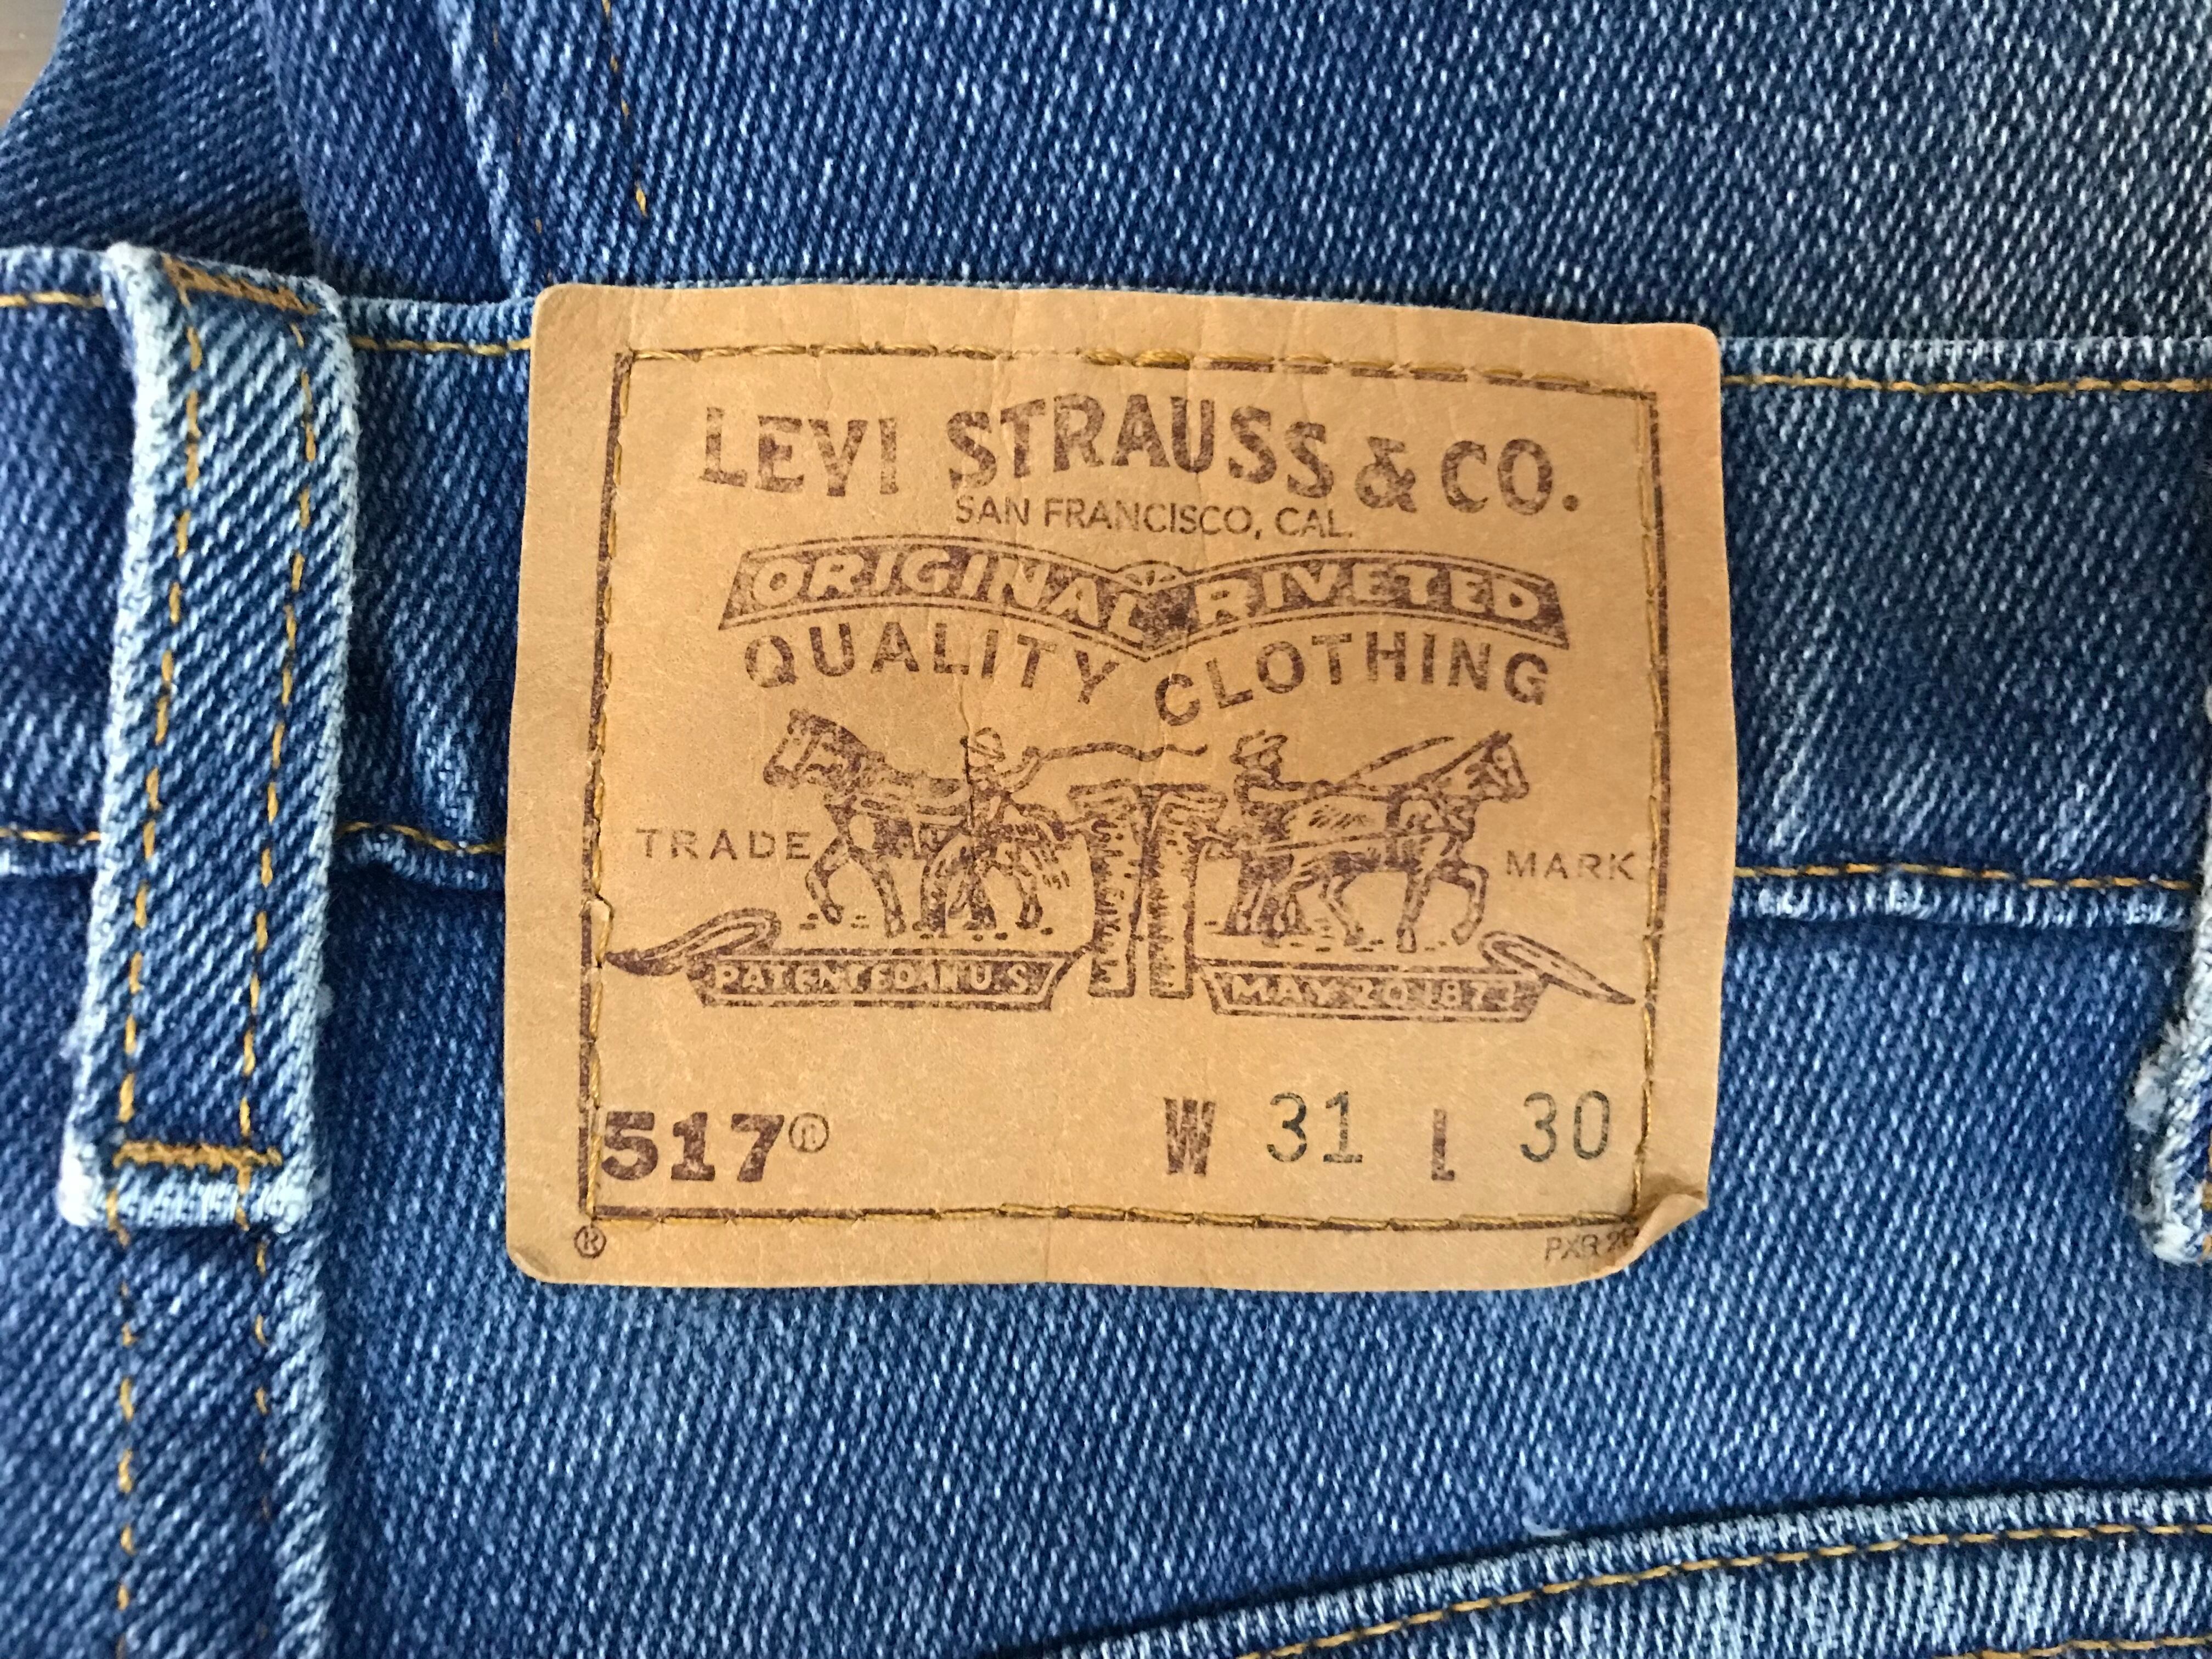 LEVI STRAUSS & CO.
SAN FRANCISCO, CAL.
ORIGINAL RIVETED
QUALITY CLOTHING
TRADE MARK
PATENTED IN U.S. MAY 20 1873
517® W 31 L 30
®